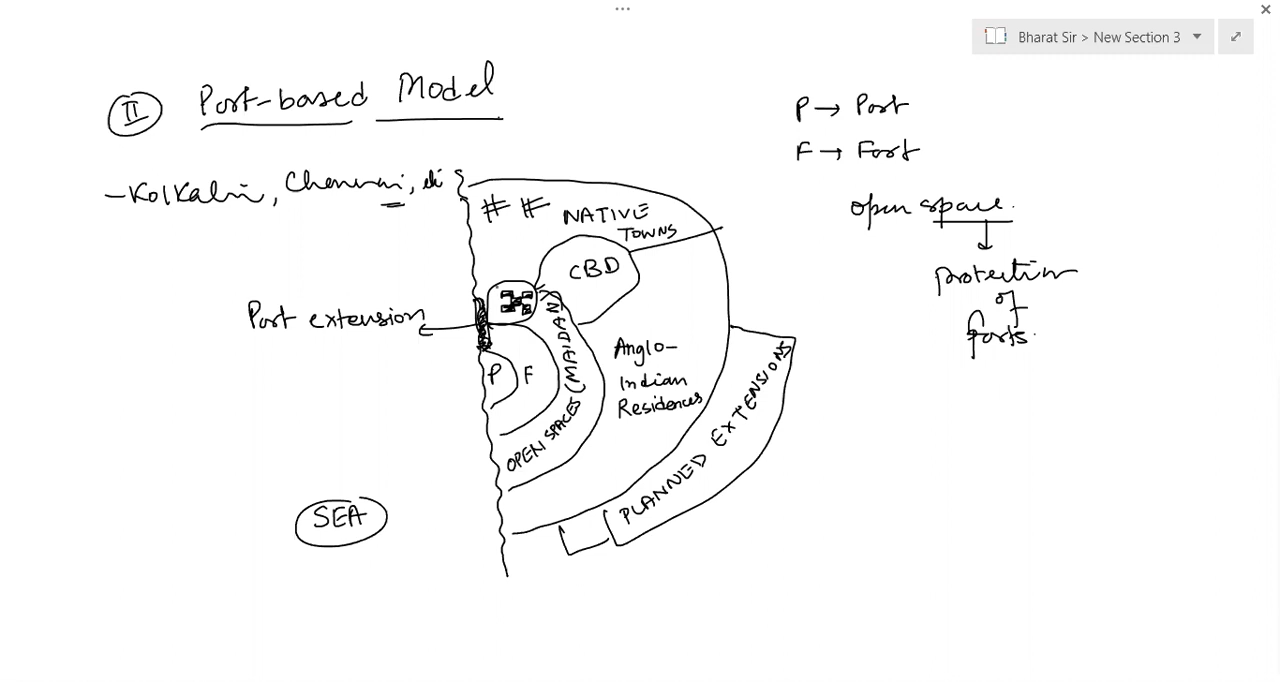 Bharat Sir > New Section 3
II Port-based Model
- Kolkata, Chennai, etc
P → Port
F → Fort
Open space.
protection
of
forts.
NATIVE
TOWNS
CBD
Port extension
P F
OPEN SPACES (MAIDAN
Anglo-
Indian
Residences
PLANNED EXTENSIONS
SEA